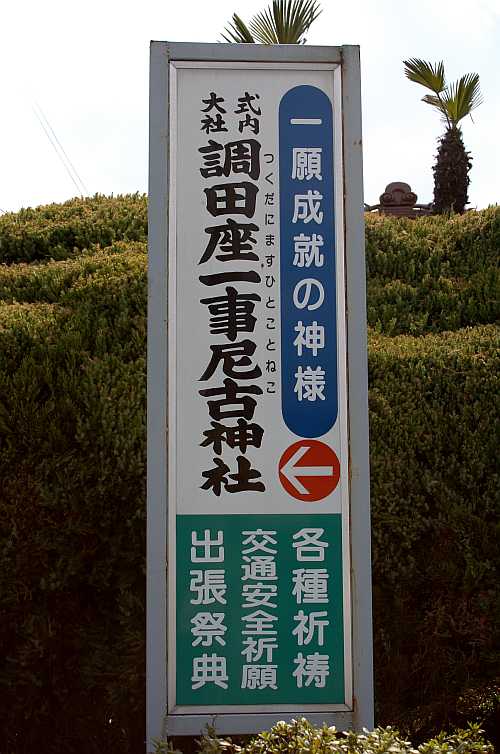 一願成就の神様
式内
大社
調田座一事尼古神社
つくだにますひとことねこ
各種祈祷
交通安全祈願
出張祭典